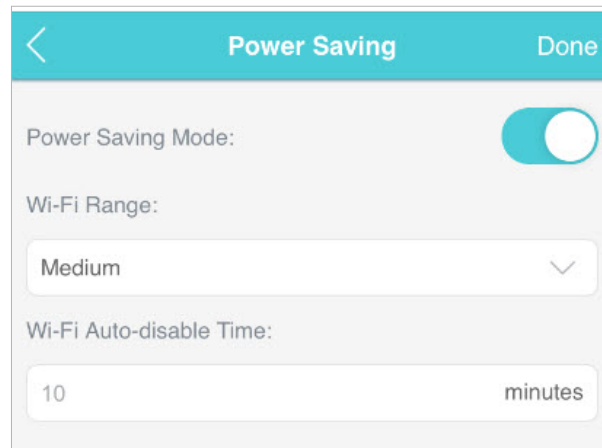 Power Saving Done
Power Saving Mode:
Wi-Fi Range:
Medium
Wi-Fi Auto-disable Time:
10 minutes